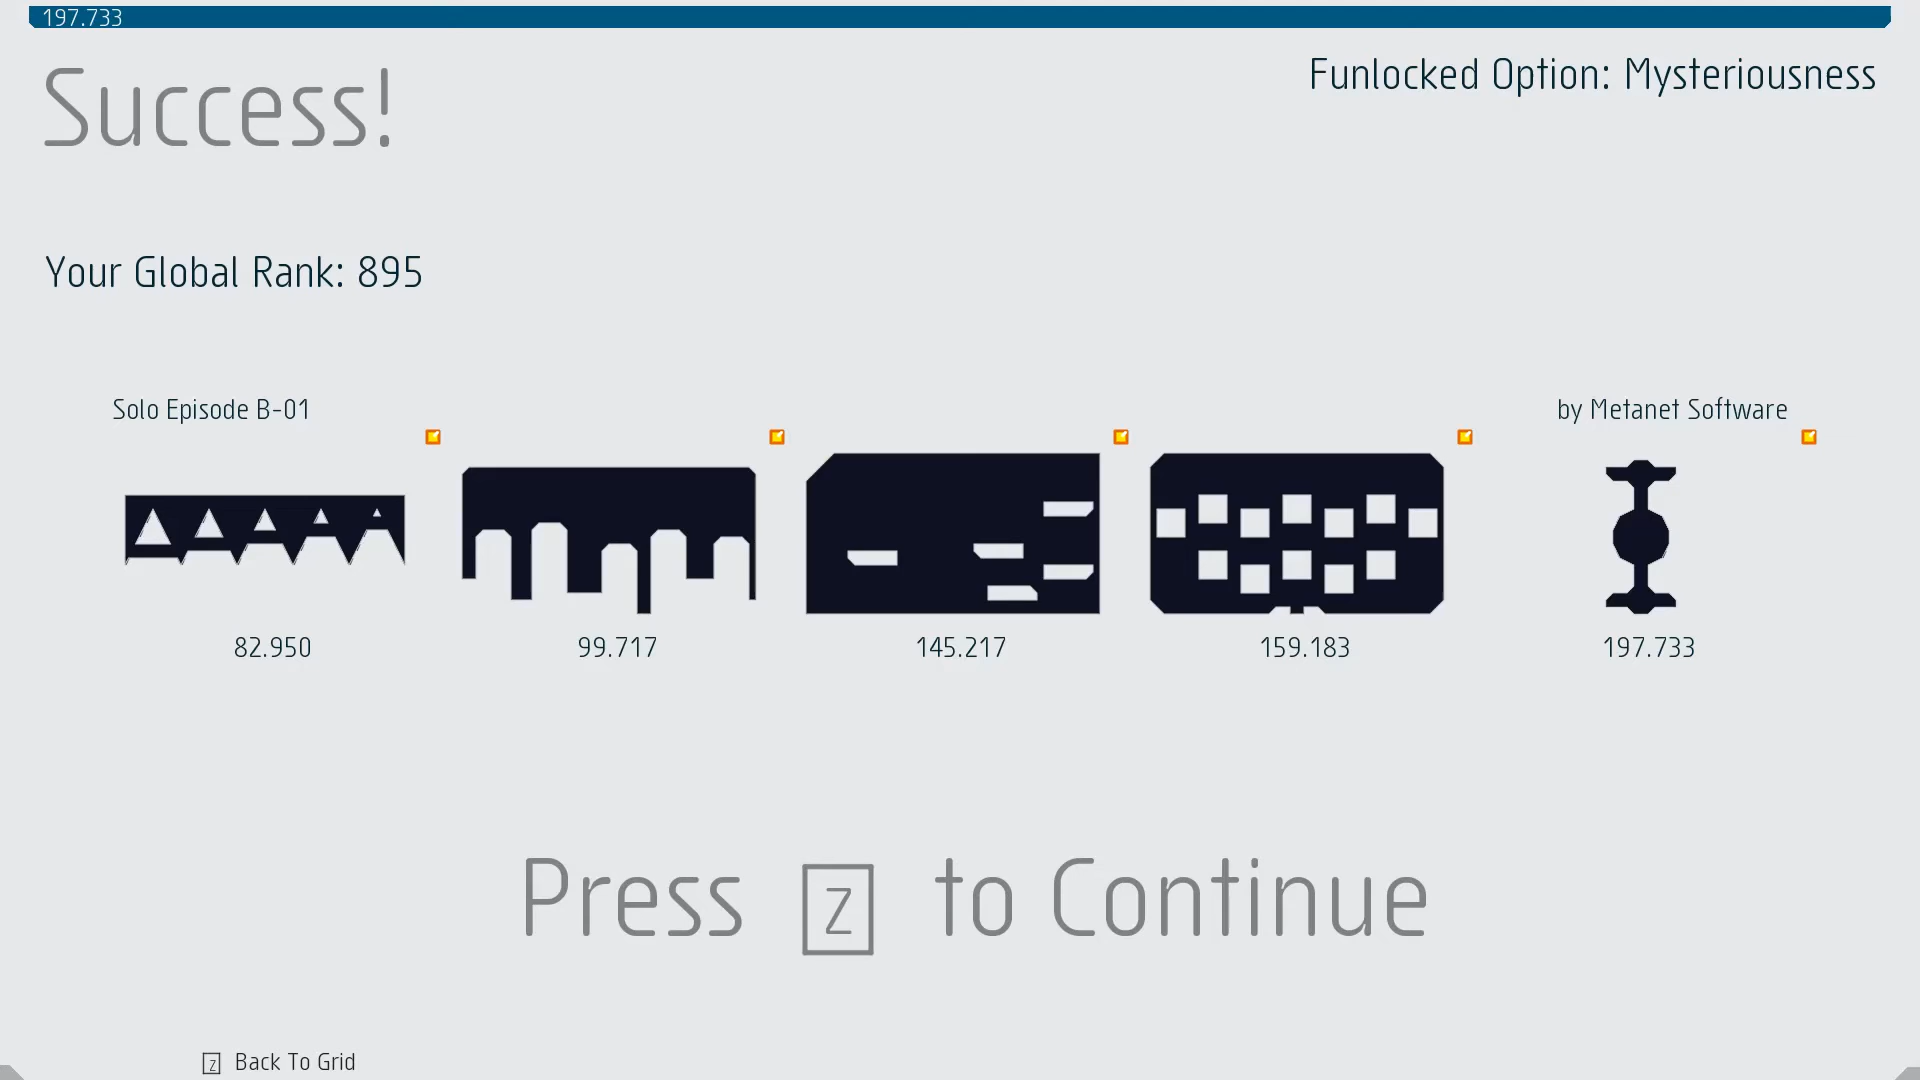 197.733
Success!
Funlocked Option: Mysteriousness
Your Global Rank: 895
Solo Episode B-01
by Metanet Software
82.950
99.717
145.217
159.183
197.733
Press Z to Continue
Z Back To Grid